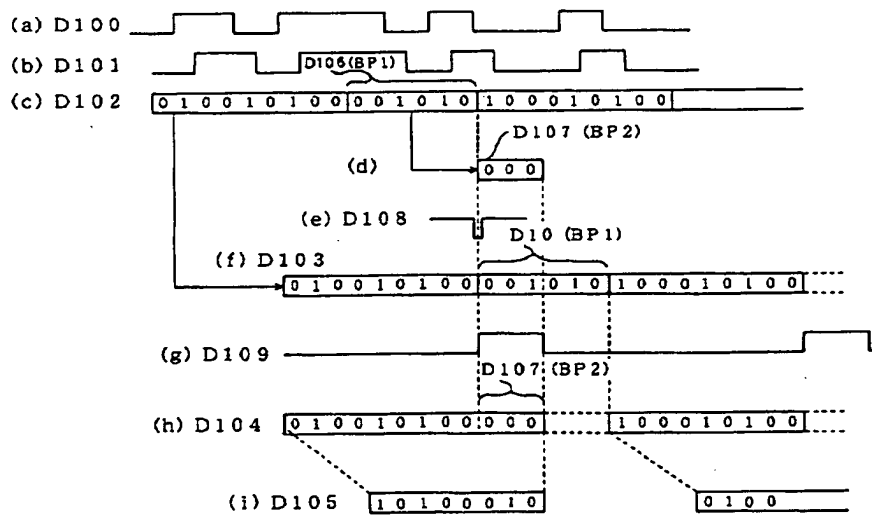 (a) D100
(b) D101
D106(BP1)
(c) D102 0 1 0 0 1 0 1 0 0 0 0 1 0 1 0 1 0 0 0 1 0 1 0 0
D107 (BP2)
(d) 0 0 0
(e) D108
D10 (BP1)
(f) D103
0 1 0 0 1 0 1 0 0 0 0 1 0 1 0 1 0 0 0 1 0 1 0 0
(g) D109
D107 (BP2)
(h) D104 0 1 0 0 1 0 1 0 0 0 0 0 1 0 0 0 1 0 1 0 0
(i) D105 1 0 1 0 0 0 1 0 0 1 0 0